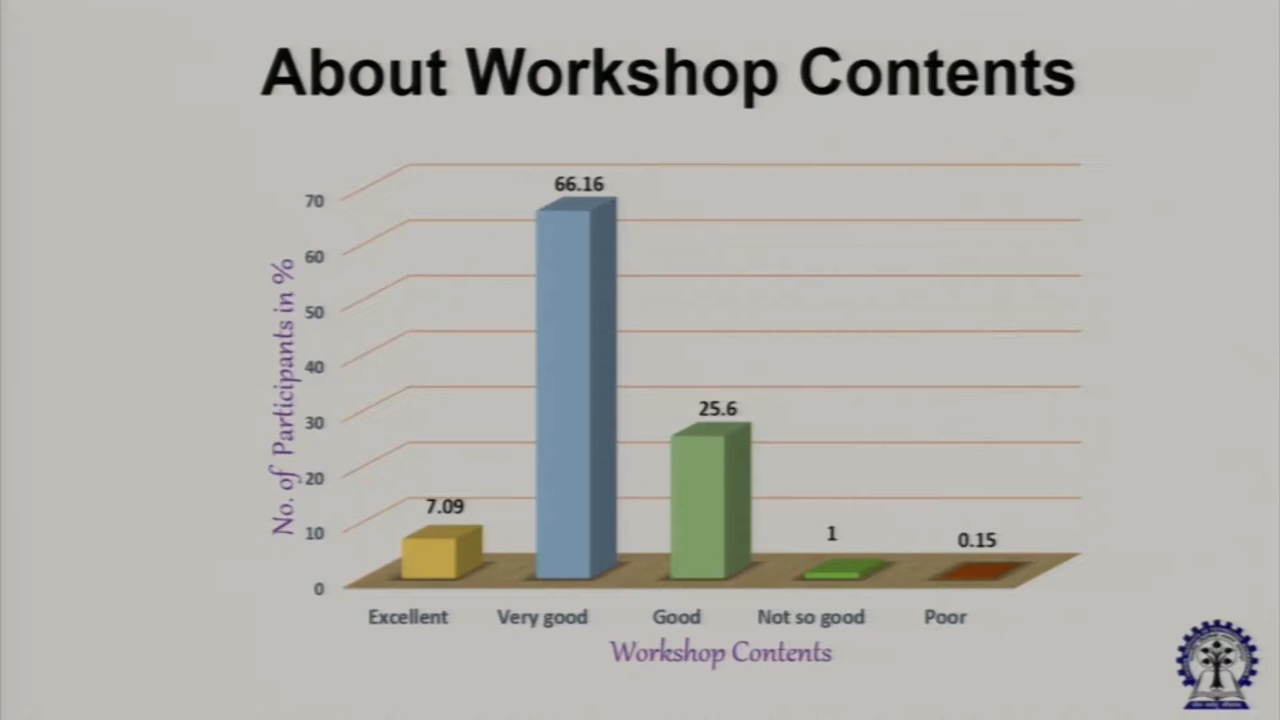 About Workshop Contents
No. of Participants in %
70
60
50
40
30
20
10
0
7.09
66.16
25.6
1
0.15
Excellent
Very good
Good
Not so good
Poor
Workshop Contents